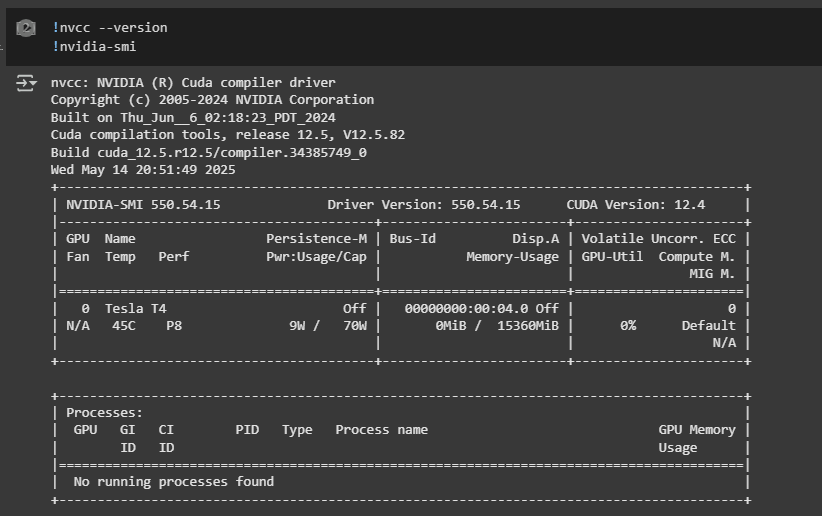 !nvcc --version
!nvidia-smi
nvcc: NVIDIA (R) Cuda compiler driver
Copyright (c) 2005-2024 NVIDIA Corporation
Built on Thu_Jun__6_02:18:23_PDT_2024
Cuda compilation tools, release 12.5, V12.5.82
Build cuda_12.5.r12.5/compiler.34385749_0
Wed May 14 20:51:49 2025
+-----------------------------------------------------------------------------------------+
| NVIDIA-SMI 550.54.15              Driver Version: 550.54.15      CUDA Version: 12.4     |
|-----------------------------------------+------------------------+----------------------+
| GPU  Name                 Persistence-M | Bus-Id          Disp.A | Volatile Uncorr. ECC |
| Fan  Temp   Perf          Pwr:Usage/Cap |           Memory-Usage | GPU-Util  Compute M. |
|                                         |                        |               MIG M. |
|=========================================+========================+======================|
|   0  Tesla T4                       Off |   00000000:00:04.0 Off |                    0 |
| N/A   45C    P8              9W /   70W |       0MiB /  15360MiB |      0%      Default |
|                                         |                        |                  N/A |
+-----------------------------------------+------------------------+----------------------+
+-----------------------------------------------------------------------------------------+
| Processes:                                                                              |
|  GPU   GI   CI        PID   Type   Process name                              GPU Memory |
|        ID   ID                                                               Usage      |
|=========================================================================================|
|  No running processes found                                                             |
+-----------------------------------------------------------------------------------------+